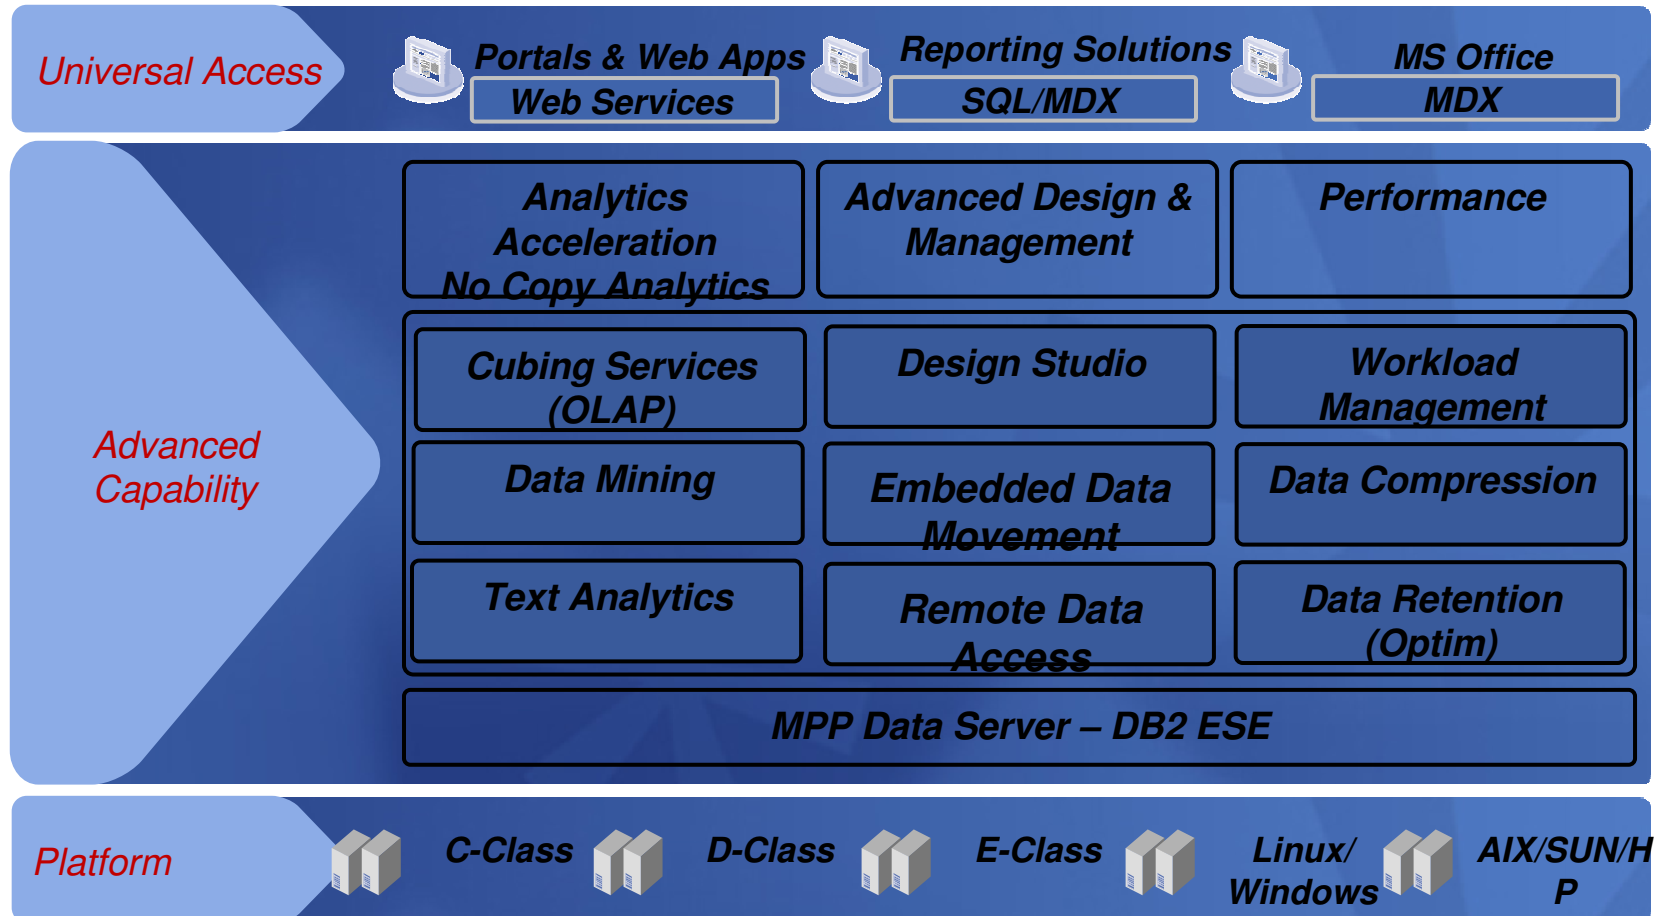 Universal Access
Portals & Web Apps
Web Services
Reporting Solutions
SQL/MDX
MS Office
MDX
Advanced
Capability
Analytics
Acceleration
No Copy Analytics
Advanced Design &
Management
Performance
Cubing Services
(OLAP)
Design Studio
Workload
Management
Data Mining
Embedded Data
Movement
Data Compression
Text Analytics
Remote Data
Access
Data Retention
(Optim)
MPP Data Server – DB2 ESE
Platform
C-Class
D-Class
E-Class
Linux/
Windows
AIX/SUN/H
P